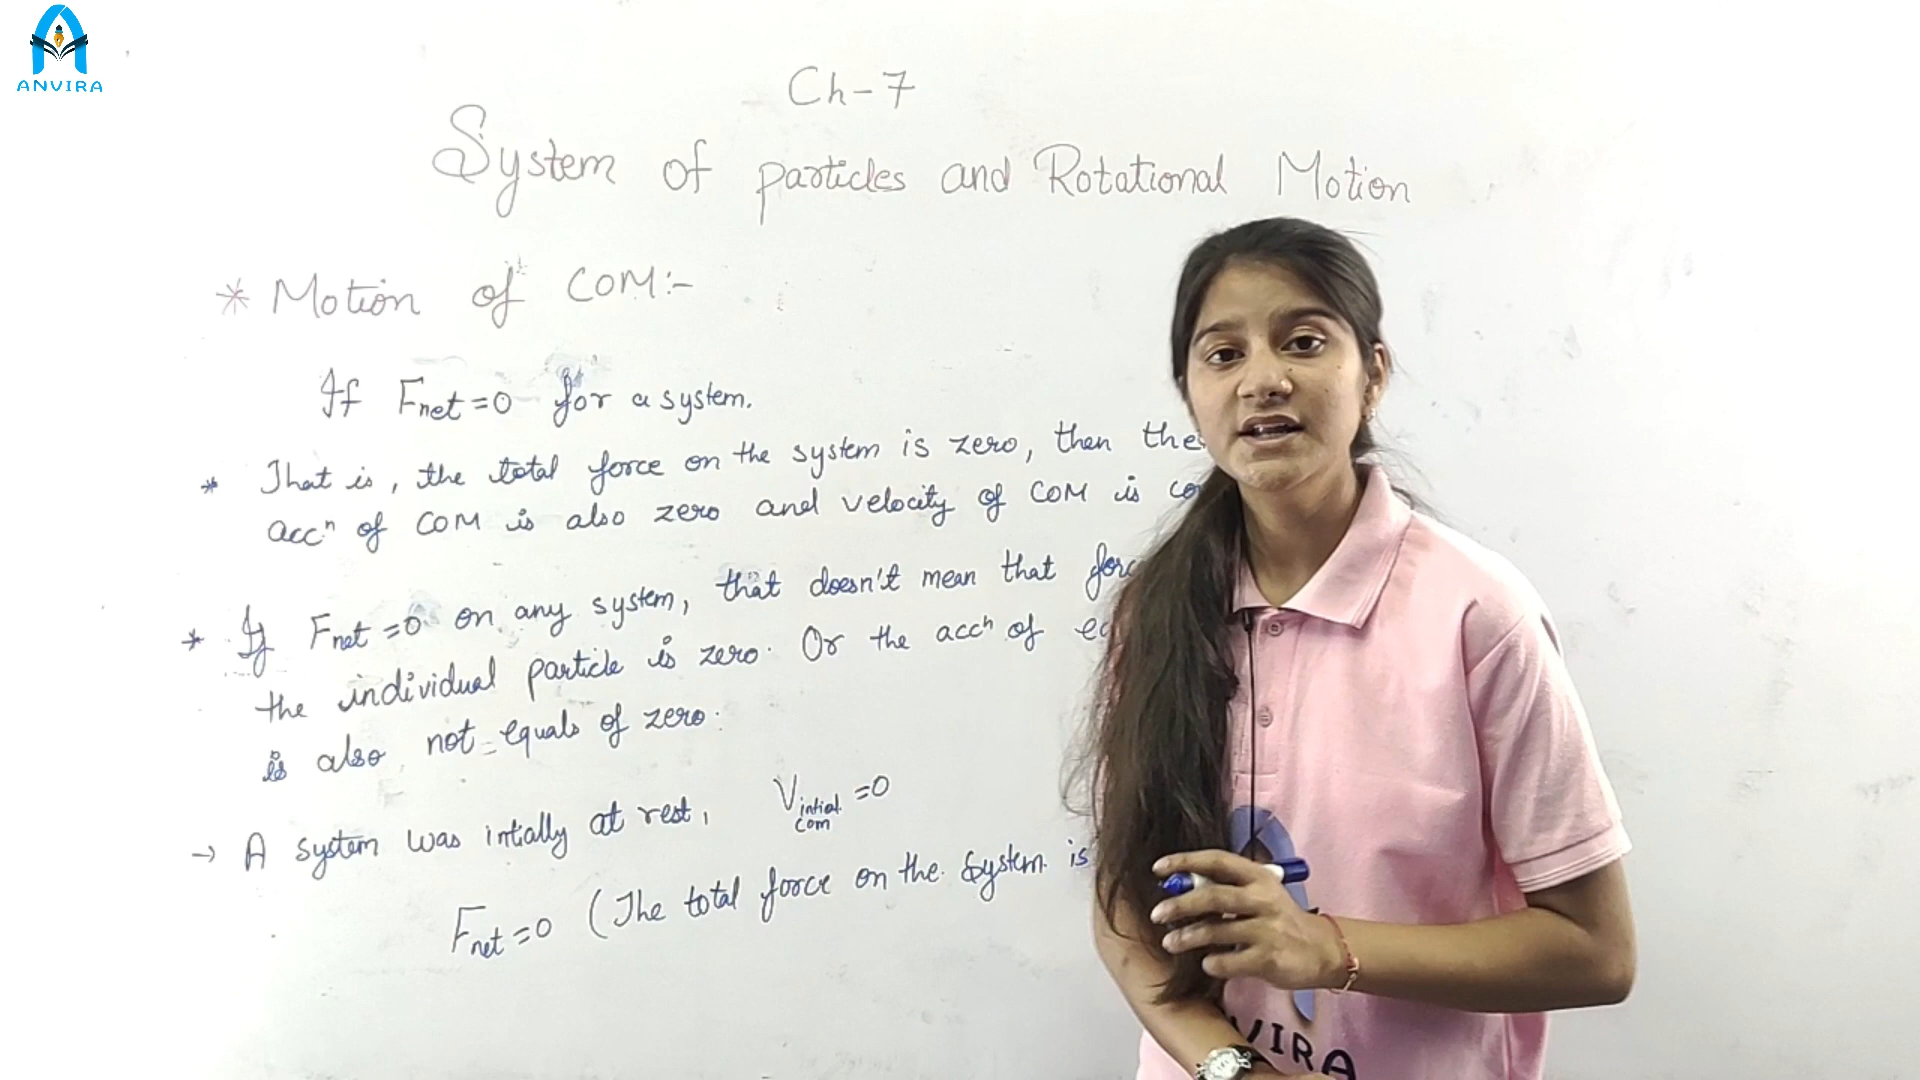 ANVIRA
Ch-7
System of particles and Rotational Motion
* Motion of COM:-
If Fnet=0 for a system.
* That is, the total force on the system is zero, then the
accⁿ of COM is also zero and velocity of COM is
* If Fnet=0 on any system, that doesn't mean that
the individual particle is zero. Or the accⁿ of
is also not equals of zero.
→ A system was intially at rest, Vintial com =0
Fnet=0 (The total force on the system is
VIRA